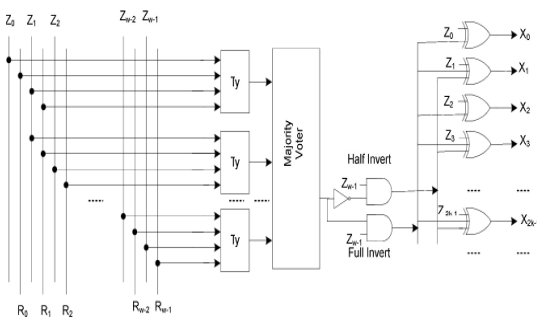 Z0 Z1 Z2 Zw-2 Zw-1
Ty
Ty
Ty
Majority Voter
Half Invert
Zw-1
Zw-1
Full Invert
Z0 X0
Z1 X1
Z2 X2
Z3 X3
X2k-
R0 R1 R2 Rw-2 Rw-1